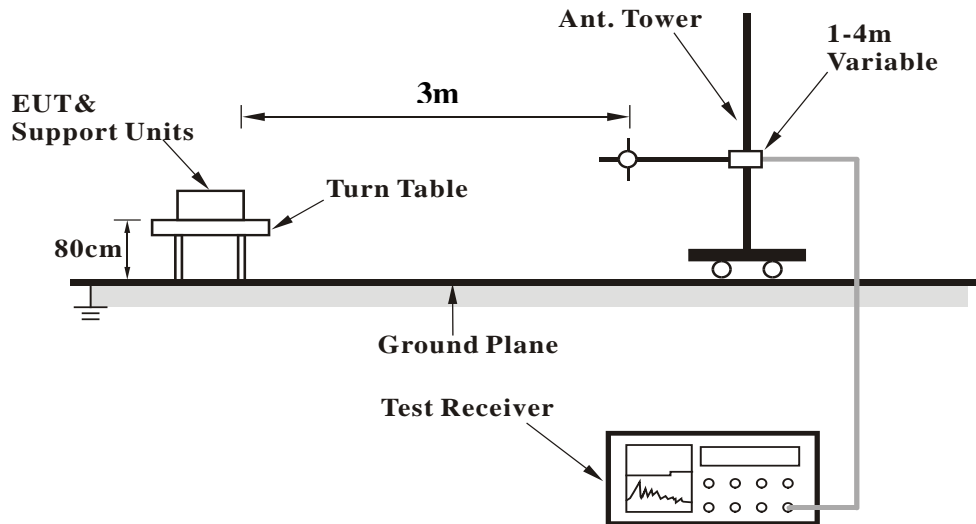 Ant. Tower
1-4m
Variable
3m
EUT&
Support Units
Turn Table
80cm
Ground Plane
Test Receiver